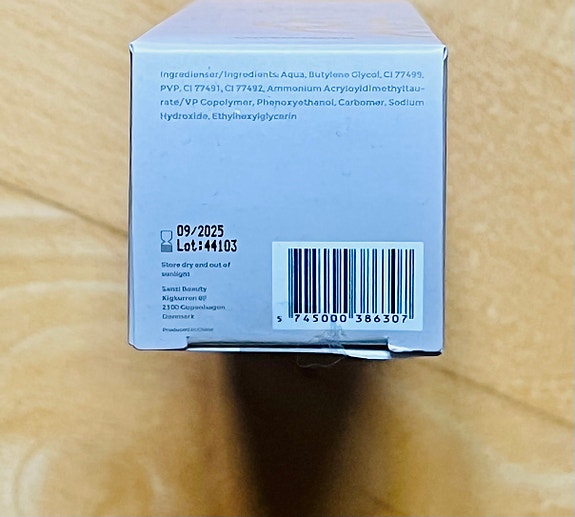 Ingredienser/Ingredients: Aqua, Butylene Glycol, CI 77499,
PVP, CI 77491, CI 77492, Ammonium Acryloyldimethyltau-
rate/VP Copolymer, Phenoxyethanol, Carbomer, Sodium
Hydroxide, Ethylhexylglycerin
09/2025
Lot:44103
Store dry and out of
sunlight
Beauty
Kigkurren 8F
2300 Copenhagen
Denmark
Produced in China
5 745000 386307